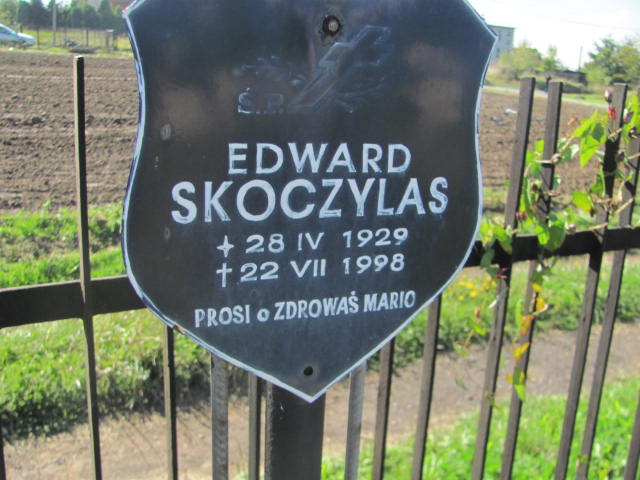 Ś.P.
EDWARD
SKOCZYLAS
28 IV 1929
† 22 VII 1998
PROSI o ZDROWAŚ MARIO